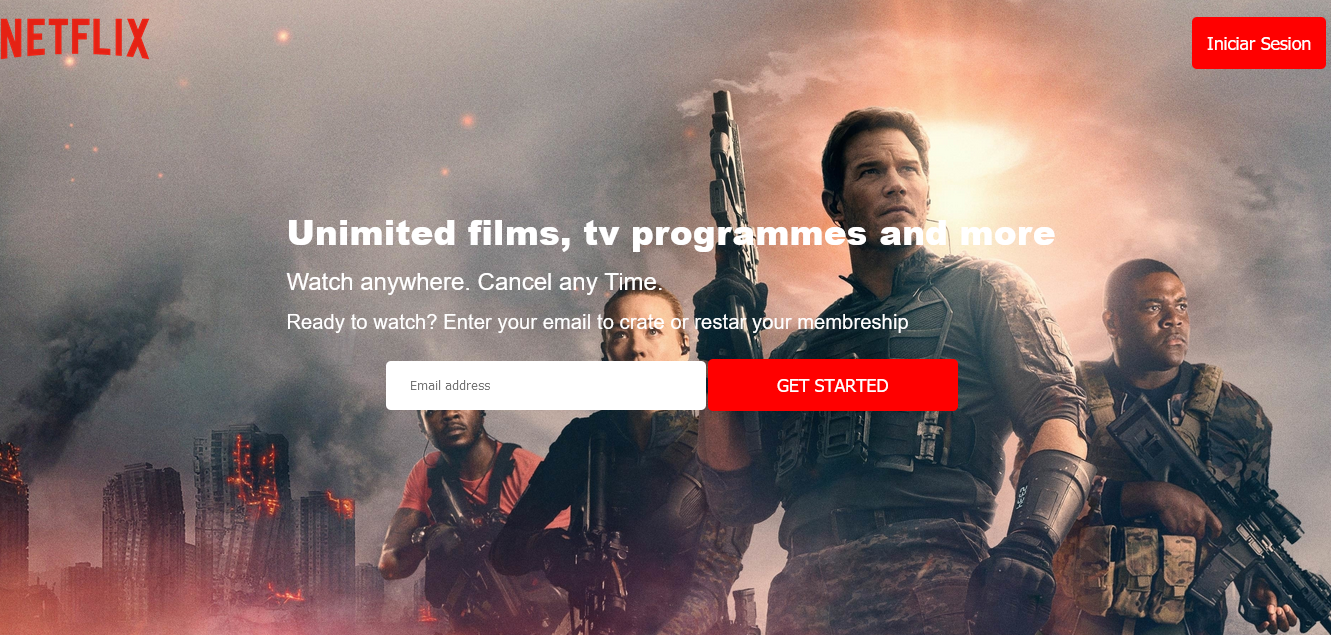 NETFLIX
Iniciar Sesion
Unimited films, tv programmes and more
Watch anywhere. Cancel any Time.
Ready to watch? Enter your email to crate or restar your membreship
Email address
GET STARTED